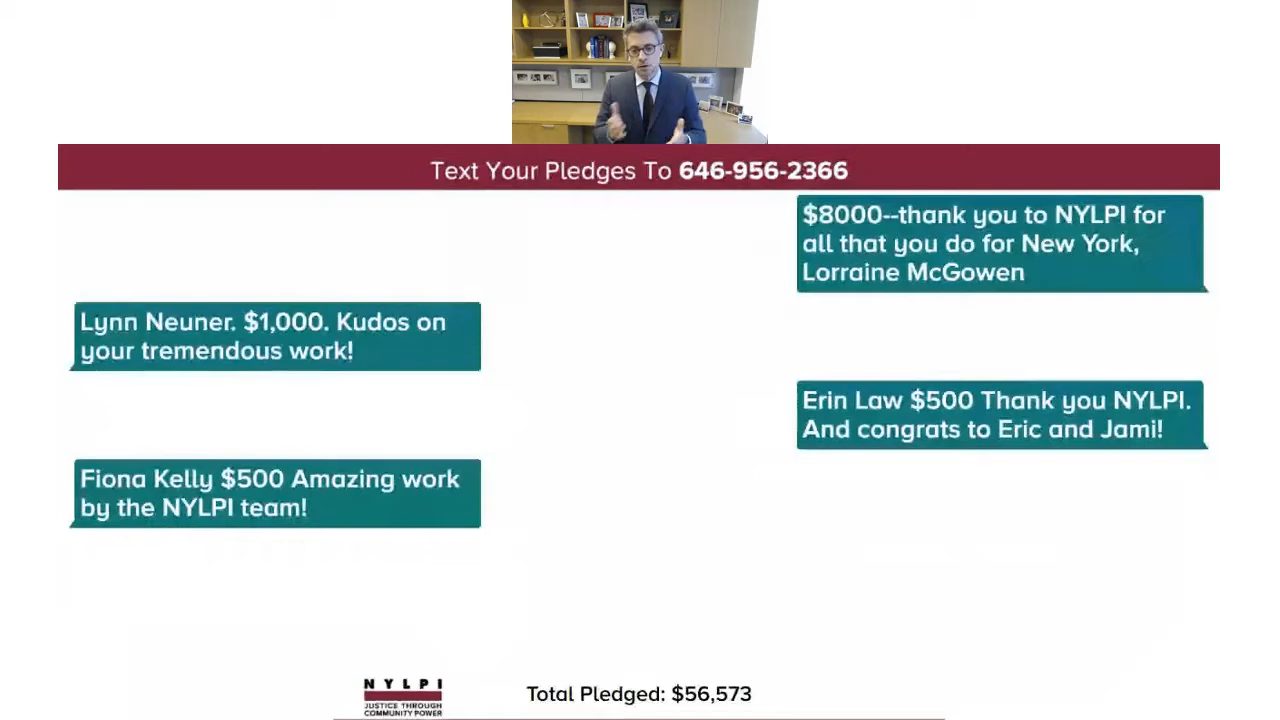 Text Your Pledges To 646-956-2366
$8000--thank you to NYLPI for
all that you do for New York,
Lorraine McGowen
Lynn Neuner. $1,000. Kudos on
your tremendous work!
Erin Law $500 Thank you NYLPI.
And congrats to Eric and Jami!
Fiona Kelly $500 Amazing work
by the NYLPI team!
NYLPI
JUSTICE THROUGH
COMMUNITY POWER
Total Pledged: $56,573